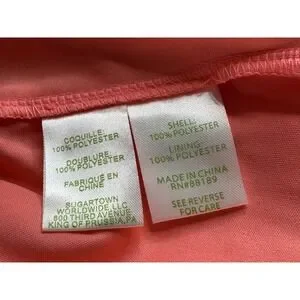 COQUILLE:
100% POLYESTER
DOUBLURE:
100% POLYESTER
FABRIQUÉ EN
CHINE
SUGARTOWN
WORLDWIDE LLC
800 THIRD AVENUE
KING OF PRUSSIA, PA
SHELL:
100% POLYESTER
LINING:
100% POLYESTER
MADE IN CHINA
RN#88189
SEE REVERSE
FOR CARE